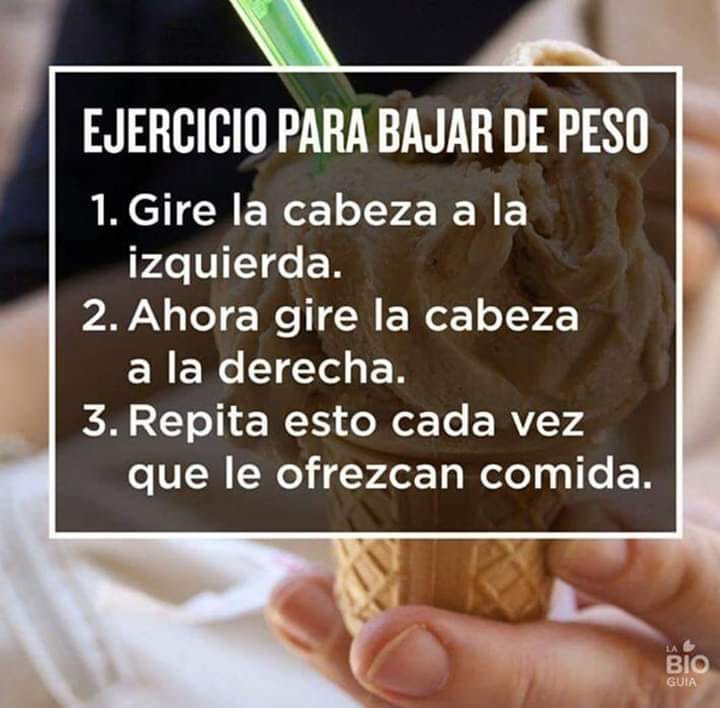 EJERCICIO PARA BAJAR DE PESO
1. Gire la cabeza a la
izquierda.
2. Ahora gire la cabeza
a la derecha.
3. Repita esto cada vez
que le ofrezcan comida.
LA
BIO
GUIA